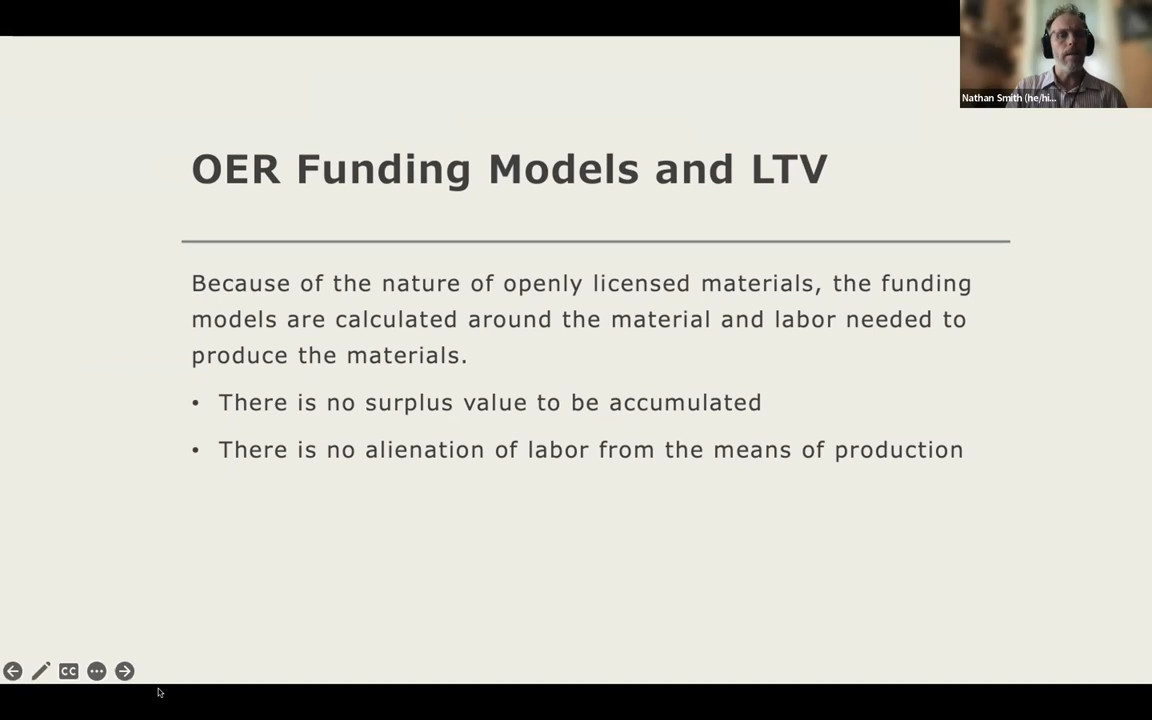 Nathan Smith (he/hi...
OER Funding Models and LTV
Because of the nature of openly licensed materials, the funding
models are calculated around the material and labor needed to
produce the materials.
• There is no surplus value to be accumulated
• There is no alienation of labor from the means of production
CC